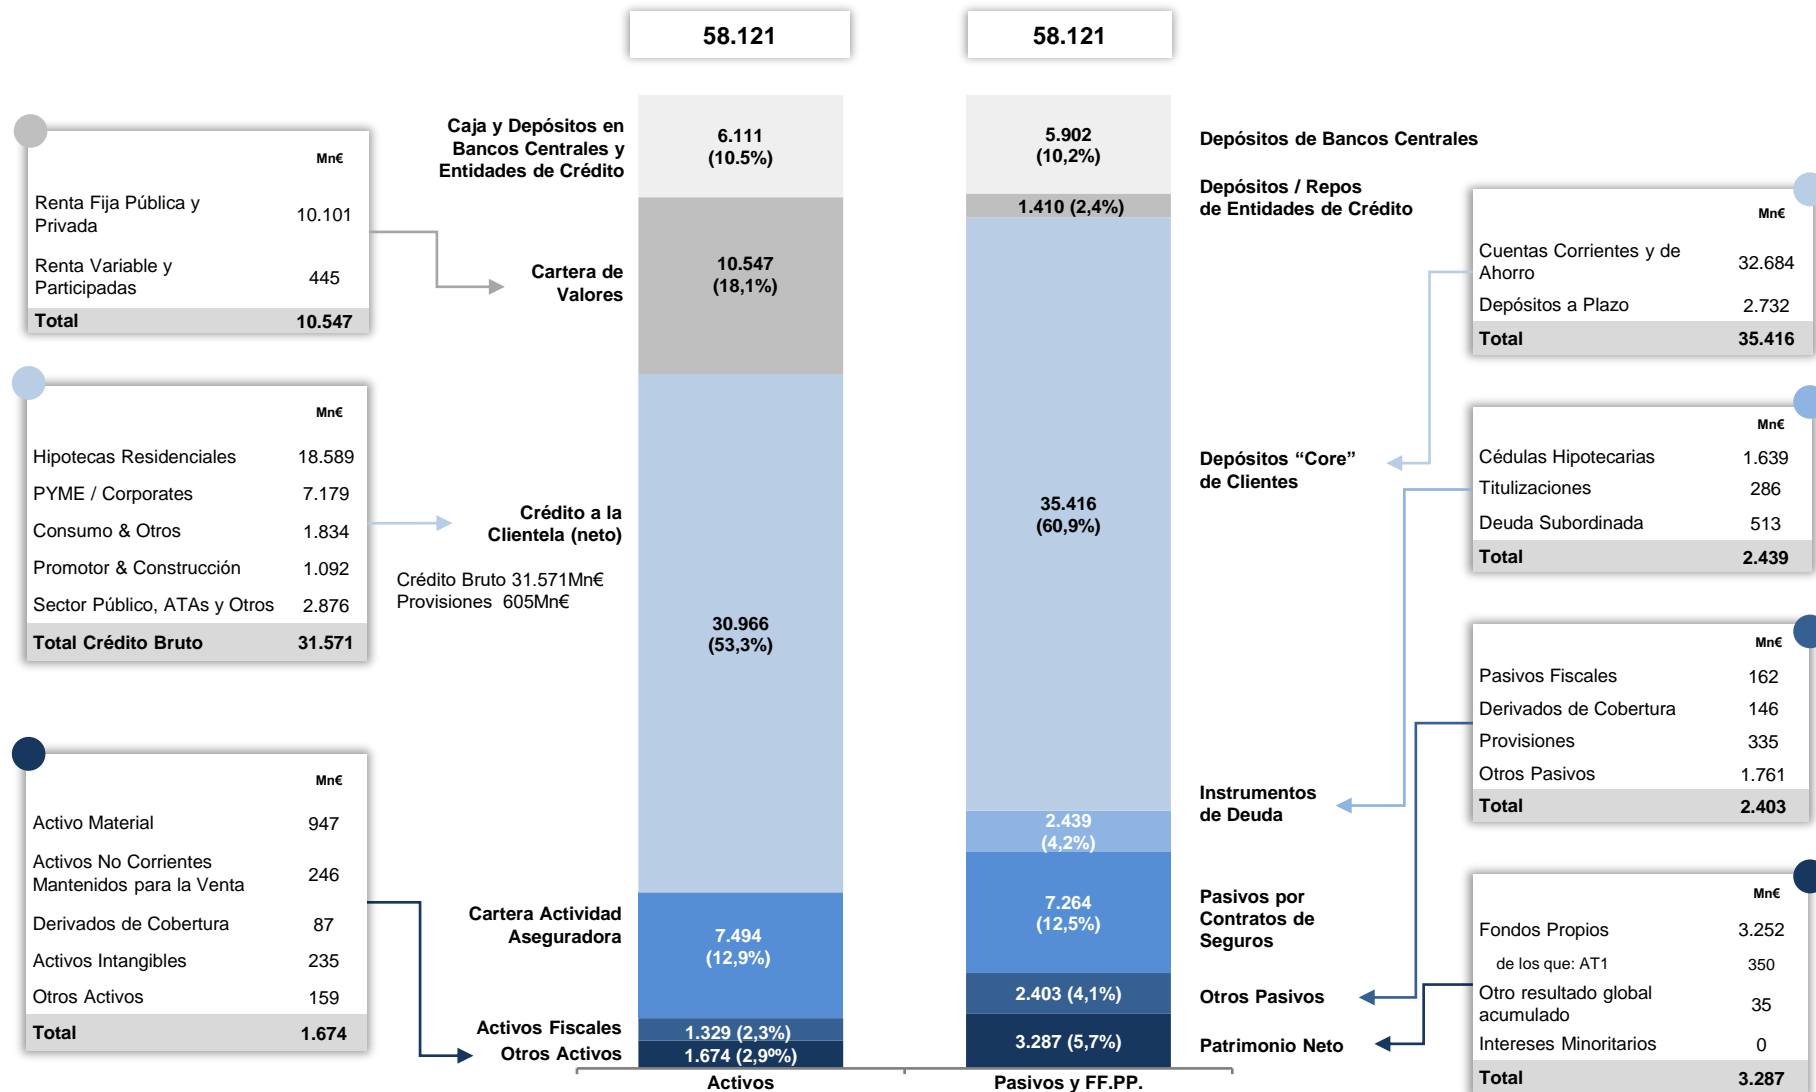 58.121
58.121
Mn€
Renta Fija Pública y
Privada
10.101
Renta Variable y
Participadas
445
Total 10.547
Mn€
Hipotecas Residenciales 18.589
PYME / Corporates 7.179
Consumo & Otros 1.834
Promotor & Construcción 1.092
Sector Público, ATAs y Otros 2.876
Total Crédito Bruto 31.571
Mn€
Activo Material 947
Activos No Corrientes
Mantenidos para la Venta
246
Derivados de Cobertura 87
Activos Intangibles 235
Otros Activos 159
Total 1.674
Caja y Depósitos en
Bancos Centrales y
Entidades de Crédito
Cartera de
Valores
Crédito a la
Clientela (neto)
Crédito Bruto 31.571Mn€
Provisiones 605Mn€
Cartera Actividad
Aseguradora
Activos Fiscales
Otros Activos
6.111
(10.5%)
10.547
(18,1%)
30.966
(53,3%)
7.494
(12,9%)
1.329 (2,3%)
1.674 (2,9%)
Activos
5.902
(10,2%)
1.410 (2,4%)
35.416
(60,9%)
2.439
(4,2%)
7.264
(12,5%)
2.403 (4,1%)
3.287 (5,7%)
Pasivos y FF.PP.
Depósitos de Bancos Centrales
Depósitos / Repos
de Entidades de Crédito
Depósitos “Core”
de Clientes
Instrumentos
de Deuda
Pasivos por
Contratos de
Seguros
Otros Pasivos
Patrimonio Neto
Mn€
Cuentas Corrientes y de
Ahorro
32.684
Depósitos a Plazo 2.732
Total 35.416
Mn€
Cédulas Hipotecarias 1.639
Titulizaciones 286
Deuda Subordinada 513
Total 2.439
Mn€
Pasivos Fiscales 162
Derivados de Cobertura 146
Provisiones 335
Otros Pasivos 1.761
Total 2.403
Mn€
Fondos Propios 3.252
de los que: AT1 350
Otro resultado global
acumulado
35
Intereses Minoritarios 0
Total 3.287